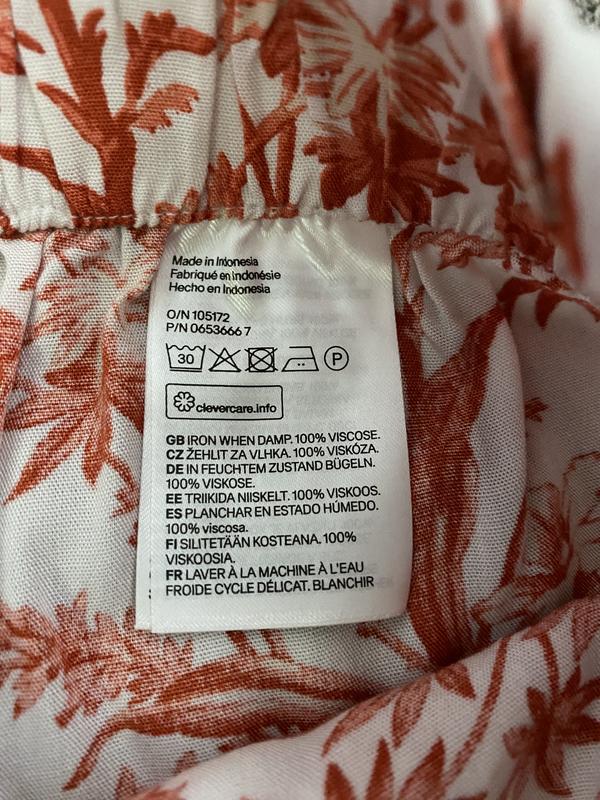 Made in Indonesia
Fabriqué en Indonésie
Hecho en Indonesia
O/N 105172
P/N 0653666 7
30
P
clevercare.info
GB IRON WHEN DAMP. 100% VISCOSE.
CZ ŽEHLIT ZA VLHKA. 100% VISKÓZA.
DE IN FEUCHTEM ZUSTAND BÜGELN.
100% VISKOSE.
EE TRIIKIDA NIISKELT. 100% VISKOOS.
ES PLANCHAR EN ESTADO HÚMEDO.
100% viscosa.
FI SILITETÄÄN KOSTEANA. 100%
VISKOOSIA.
FR LAVER À LA MACHINE À L'EAU
FROIDE CYCLE DÉLICAT. BLANCHIR